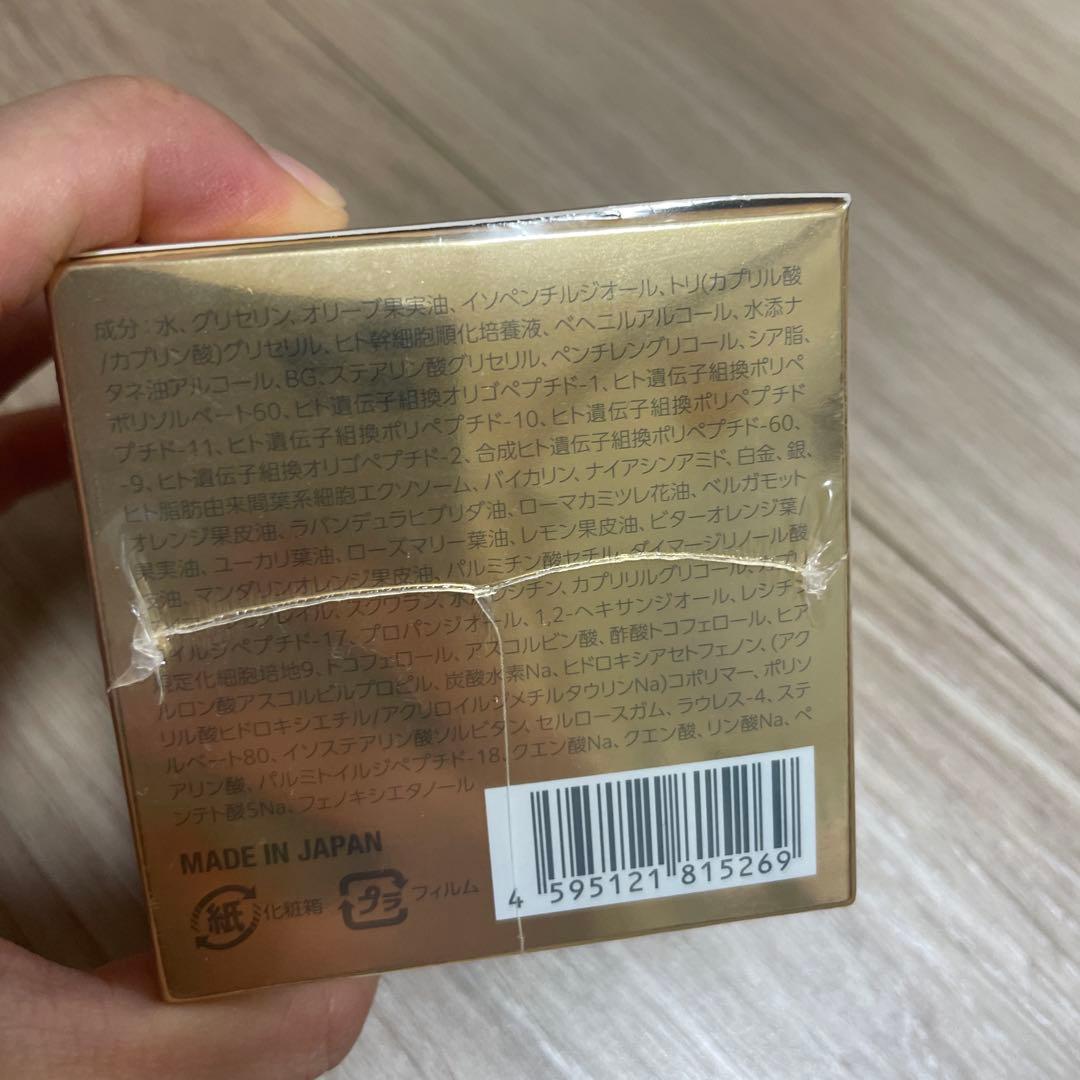 成分：水、グリセリン、オリーブ果実油、イソペンチルジオール、トリ(カプリル酸
/カプリン酸)グリセリル、ヒト幹細胞順化培養液、ベヘニルアルコール、水添ナ
タネ油アルコール、BG、ステアリン酸グリセリル、ペンチレングリコール、シア脂、
ポリソルベート60、ヒト遺伝子組換オリゴペプチド-1、ヒト遺伝子組換ポリペ
プチド-11、ヒト遺伝子組換ポリペプチド-10、ヒト遺伝子組換ポリペプチド
-9、ヒト遺伝子組換オリゴペプチド-2、合成ヒト遺伝子組換ポリペプチド-60、
ヒト脂肪由来間葉系細胞エクソソーム、バイカリン、ナイアシンアミド、白金、銀、
オレンジ果皮油、ラバンデュラヒブリダ油、ローマカミツレ花油、ベルガモット
果実油、ユーカリ葉油、ローズマリー葉油、レモン果皮油、ビターオレンジ葉/
油、マンダリンオレンジ果皮油、パルミチン酸セチル、ダイマージリノール酸
スクワラン、水 レシチン、カプリリルグリコール、
イルジペプチド-17、プロパンジオール、1,2-ヘキサンジオール、レシチン
規定化細胞培地9、トコフェロール、アスコルビン酸、酢酸トコフェロール、ヒア
ルロン酸アスコルビルプロピル、炭酸水素Na、ヒドロキシアセトフェノン、(アク
リル酸ヒドロキシエチル/アクリロイルジメチルタウリンNa)コポリマー、ポリソ
ルベート80、イソステアリン酸ソルビタン、セルロースガム、ラウレス-4、ステ
アリン酸、パルミトイルジペプチド-18、クエン酸Na、クエン酸、リン酸Na、ペ
ンテト酸5Na、フェノキシエタノール
MADE IN JAPAN
紙 化粧箱 プラ フィルム
4 595121 815269